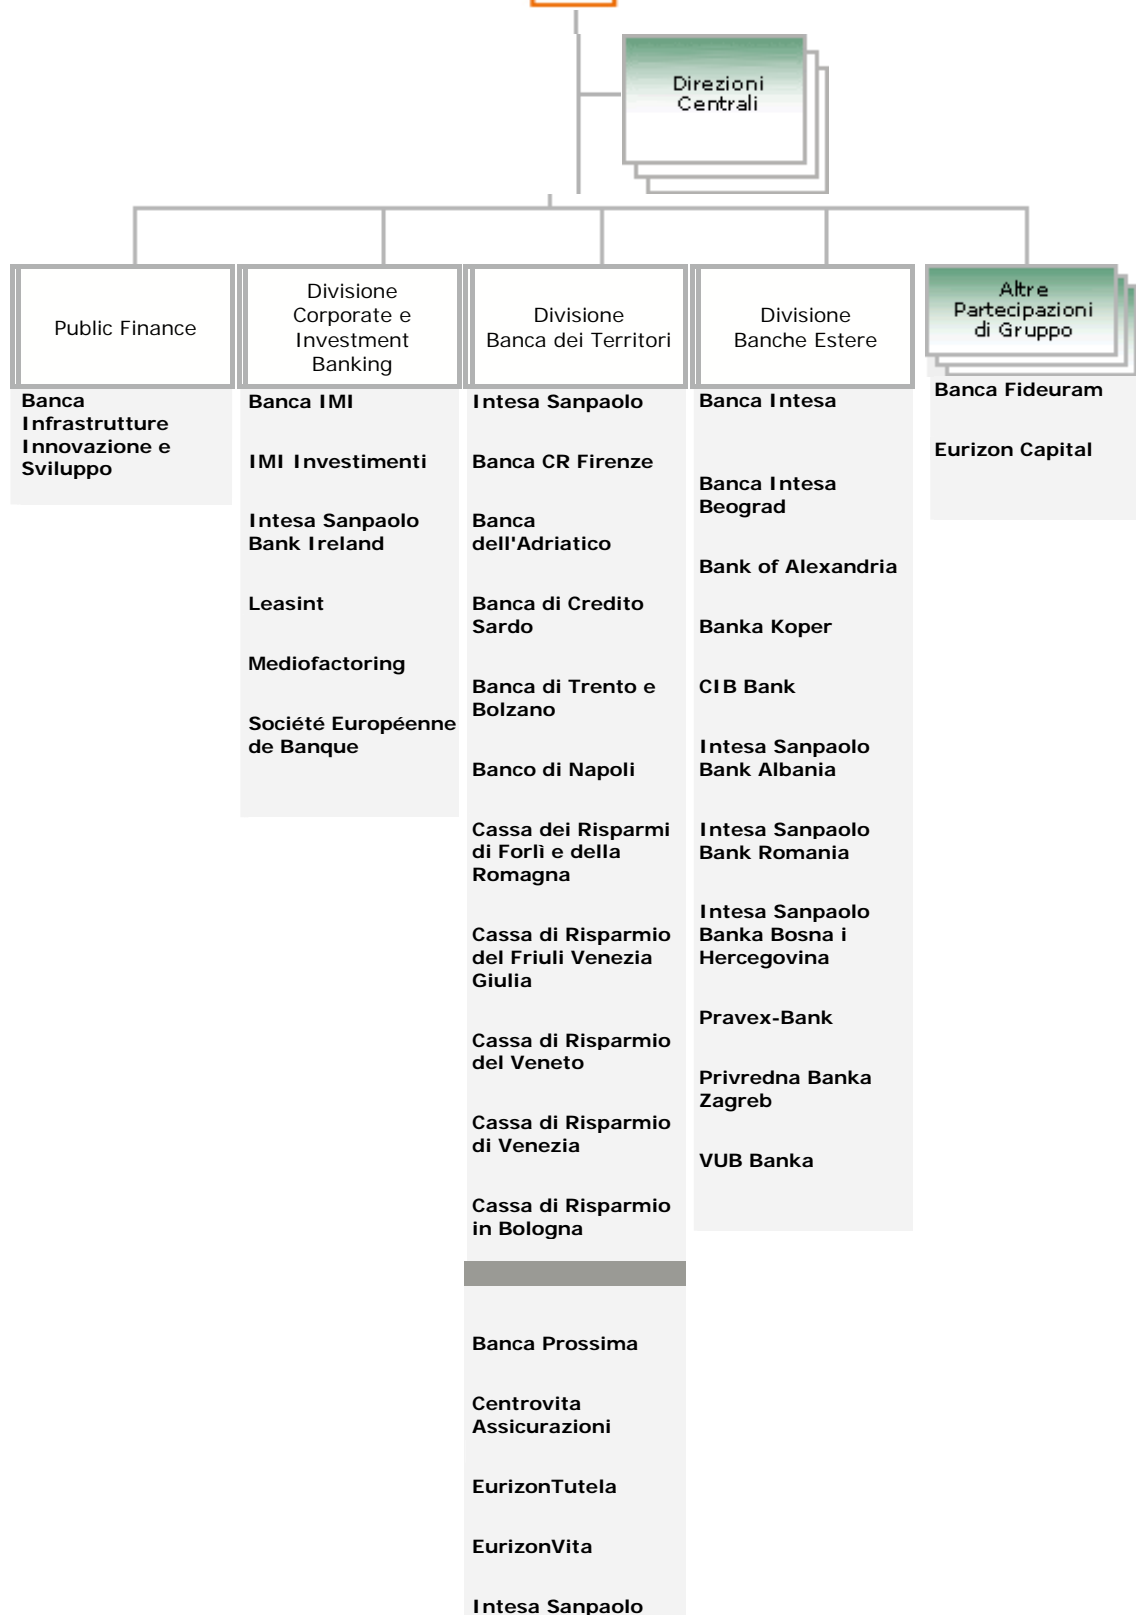 Direzioni
Centrali
Public Finance
Divisione
Corporate e
Investment
Banking
Divisione
Banca dei Territori
Divisione
Banche Estere
Altre
Partecipazioni
di Gruppo
Banca
Infrastrutture
Innovazione e
Sviluppo
Banca IMI
IMI Investimenti
Intesa Sanpaolo
Bank Ireland
Leasint
Mediofactoring
Société Européenne
de Banque
Intesa Sanpaolo
Banca CR Firenze
Banca
dell'Adriatico
Banca di Credito
Sardo
Banca di Trento e
Bolzano
Banco di Napoli
Cassa dei Risparmi
di Forlì e della
Romagna
Cassa di Risparmio
del Friuli Venezia
Giulia
Cassa di Risparmio
del Veneto
Cassa di Risparmio
di Venezia
Cassa di Risparmio
in Bologna
Banca Prossima
Centrovita
Assicurazioni
EurizonTutela
EurizonVita
Intesa Sanpaolo
Banca Intesa
Banca Intesa
Beograd
Bank of Alexandria
Banka Koper
CIB Bank
Intesa Sanpaolo
Bank Albania
Intesa Sanpaolo
Bank Romania
Intesa Sanpaolo
Banka Bosna i
Hercegovina
Pravex-Bank
Privredna Banka
Zagreb
VUB Banka
Banca Fideuram
Eurizon Capital